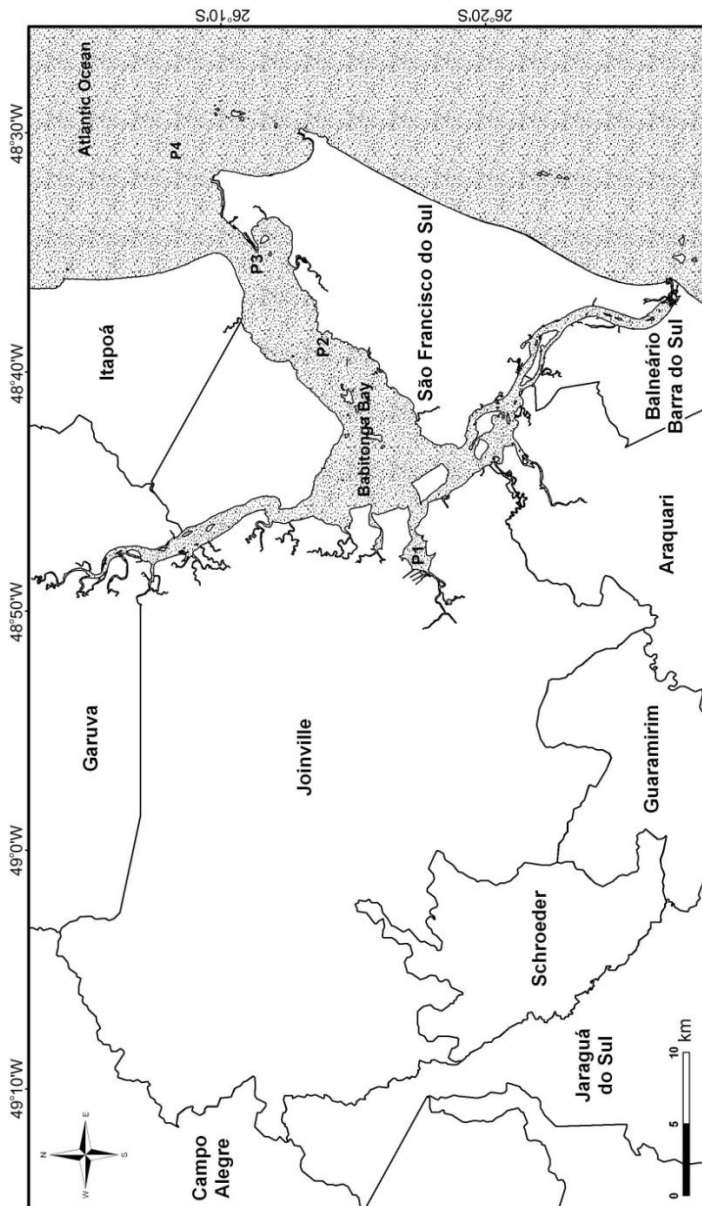 49°10"W
49°0"W
48°50"W
48°40"W
48°30"W
26°10"S
26°20"S
N
E
S
W
Campo
Alegre
Garuva
Itapoá
Atlantic Ocean
P4
P3
P2
Babitonga Bay
P1
Joinville
São Francisco do Sul
Schroeder
Jaraguá
do Sul
Guaramirim
Araquari
Balneário
Barra do Sul
0
5
10
km